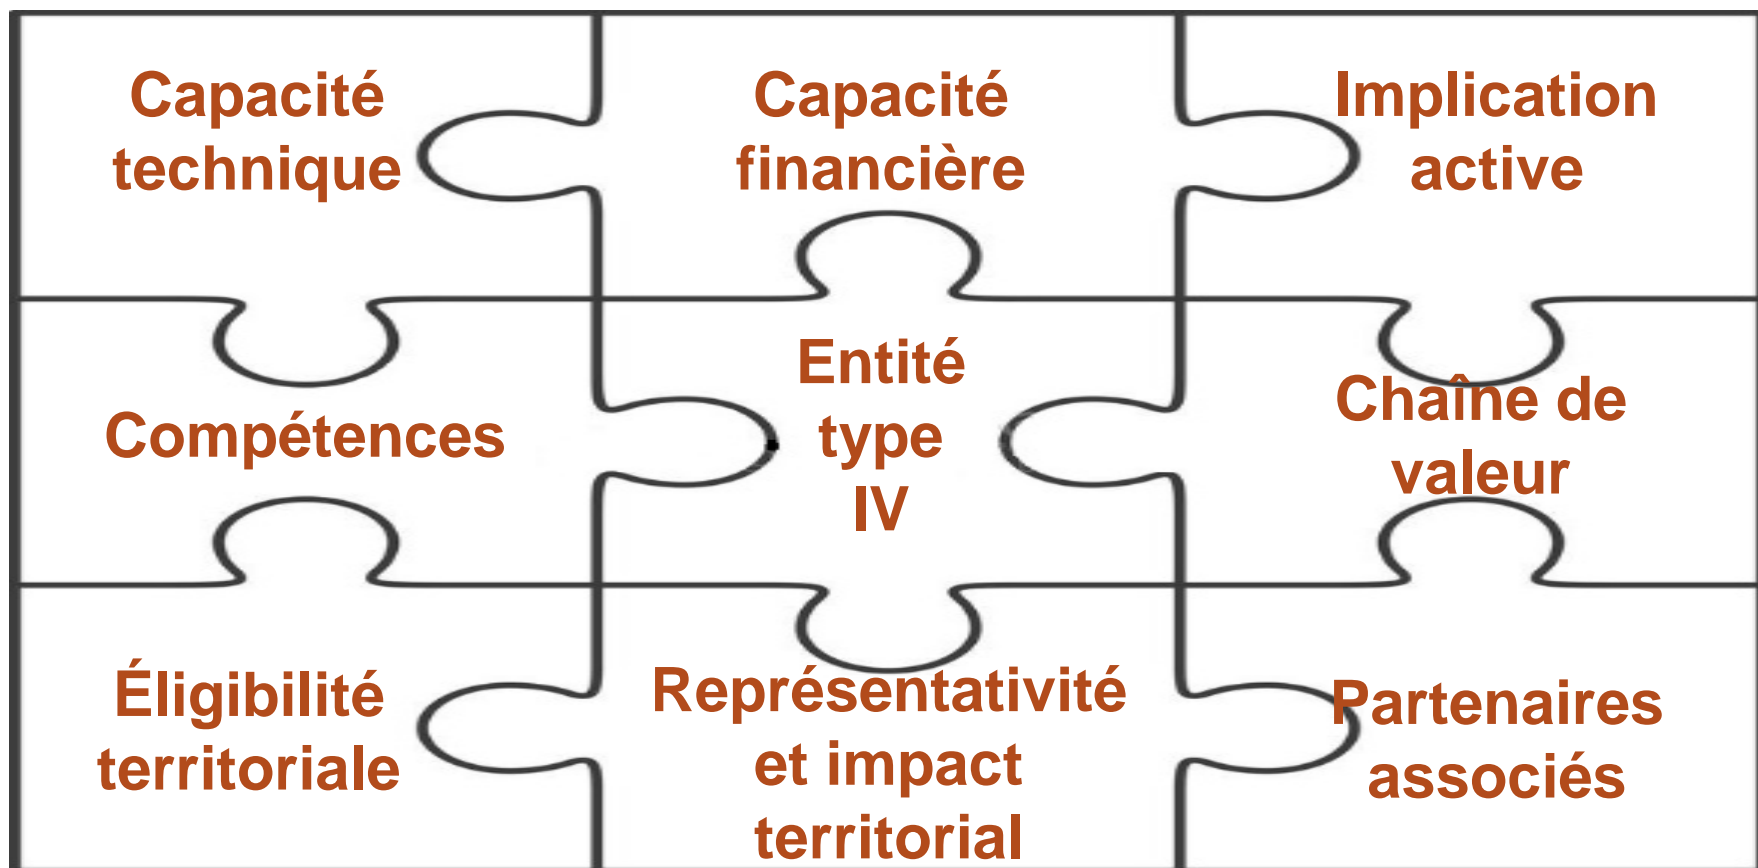 Capacité
technique
Capacité
financière
Implication
active
Compétences
Entité
type
IV
Chaîne de
valeur
Éligibilité
territoriale
Représentativité
et impact
territorial
Partenaires
associés